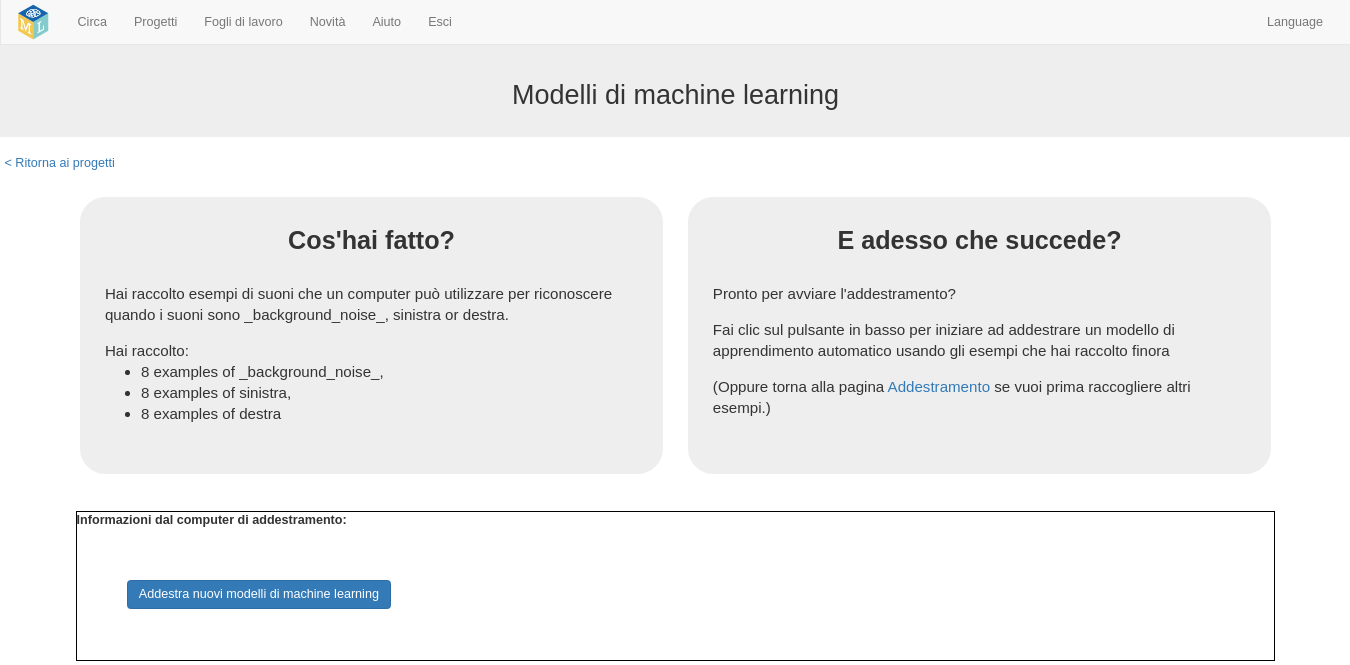 Circa Progetti Fogli di lavoro Novità Aiuto Esci Language
Modelli di machine learning
< Ritorna ai progetti
Cos'hai fatto?
Hai raccolto esempi di suoni che un computer può utilizzare per riconoscere
quando i suoni sono _background_noise_, sinistra or destra.
Hai raccolto:
8 examples of _background_noise_,
8 examples of sinistra,
8 examples of destra
E adesso che succede?
Pronto per avviare l'addestramento?
Fai clic sul pulsante in basso per iniziare ad addestrare un modello di
apprendimento automatico usando gli esempi che hai raccolto finora
(Oppure torna alla pagina Addestramento se vuoi prima raccogliere altri
esempi.)
Informazioni dal computer di addestramento:
Addestra nuovi modelli di machine learning